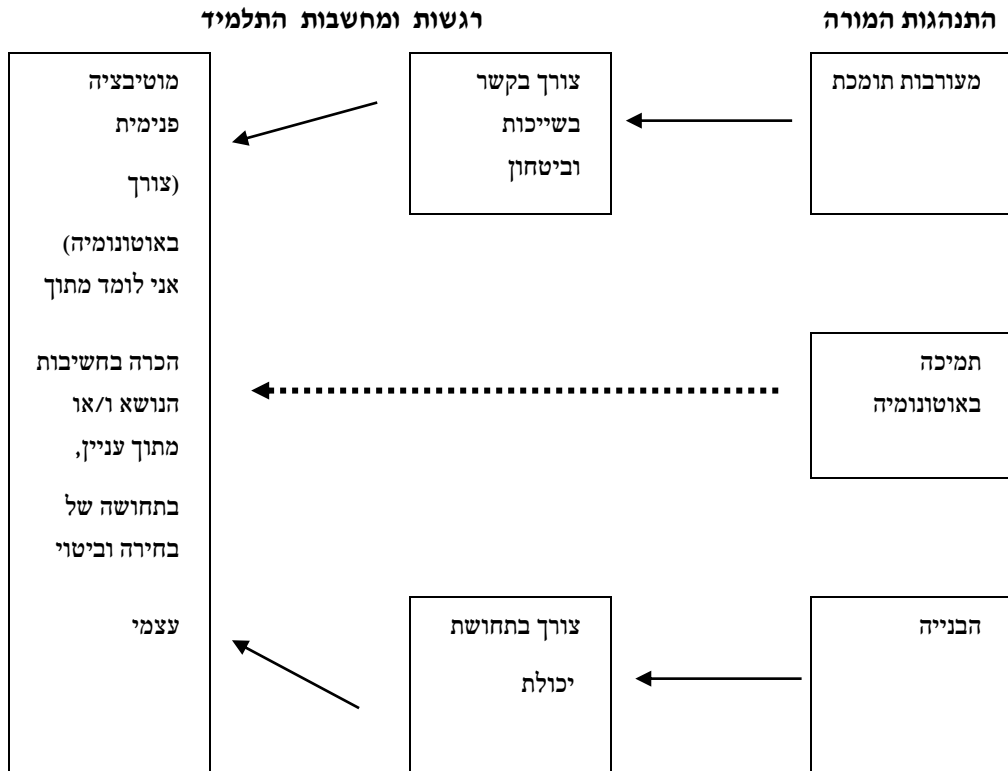 התנהגות המורה
רגשות ומחשבות התלמיד
מעורבות תומכת
צורך בקשר
בשייכות
וביטחון
מוטיבציה
פנימית
(צורך
באוטונומיה)
אני לומד מתוך
הכרה בחשיבות
הנושא ו/או
מתוך עניין,
בתחושה של
בחירה וביטוי
עצמי
תמיכה
באוטונומיה
הבנייה
צורך בתחושת
יכולת